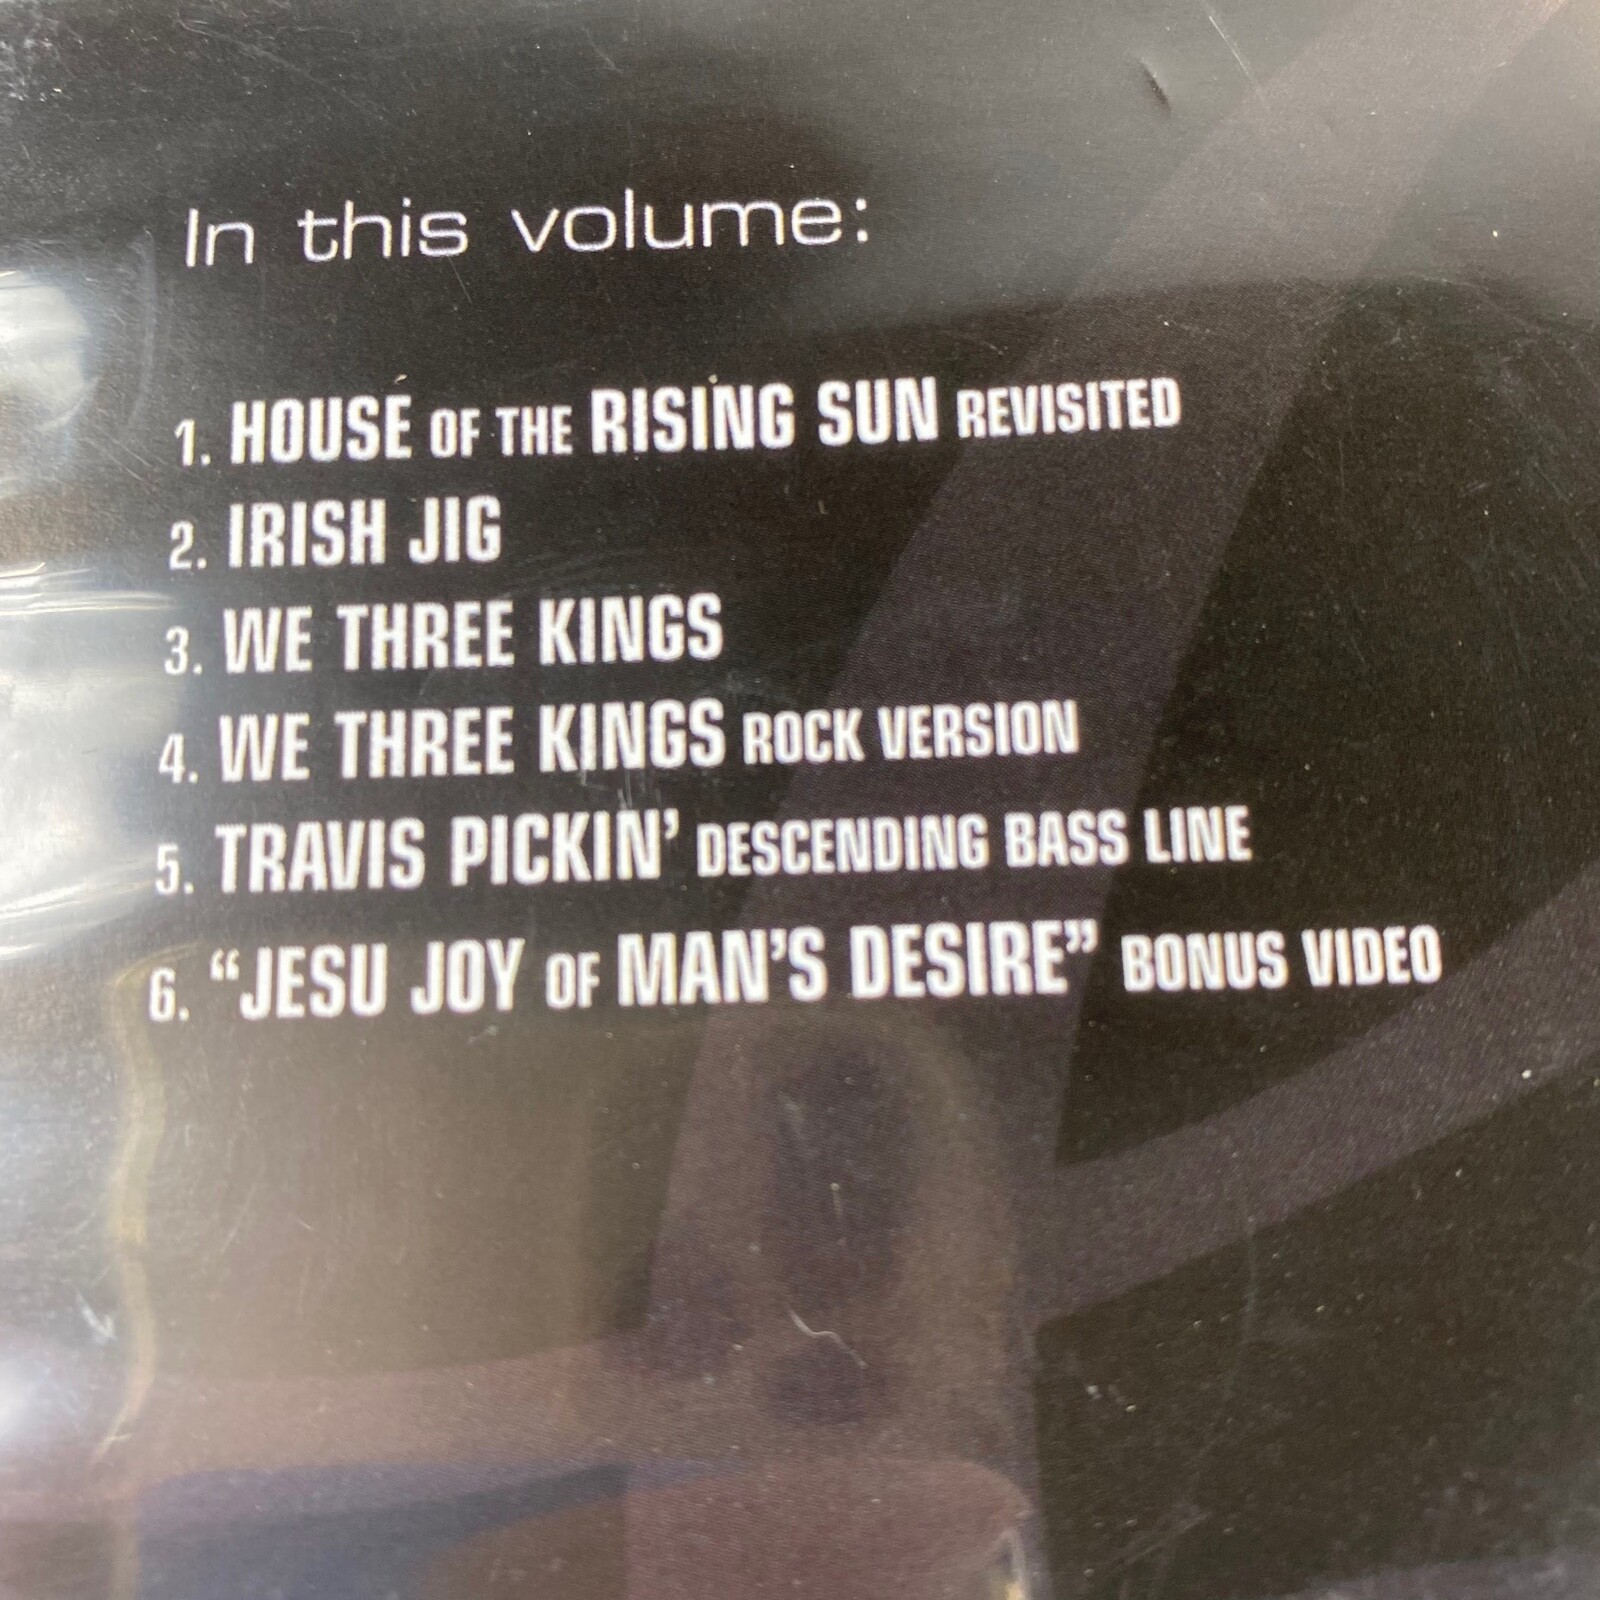 In this volume:
1. HOUSE OF THE RISING SUN REVISITED
2. IRISH JIG
3. WE THREE KINGS
4. WE THREE KINGS ROCK VERSION
5. TRAVIS PICKIN’ DESCENDING BASS LINE
6. “JESU JOY OF MAN’S DESIRE” BONUS VIDEO